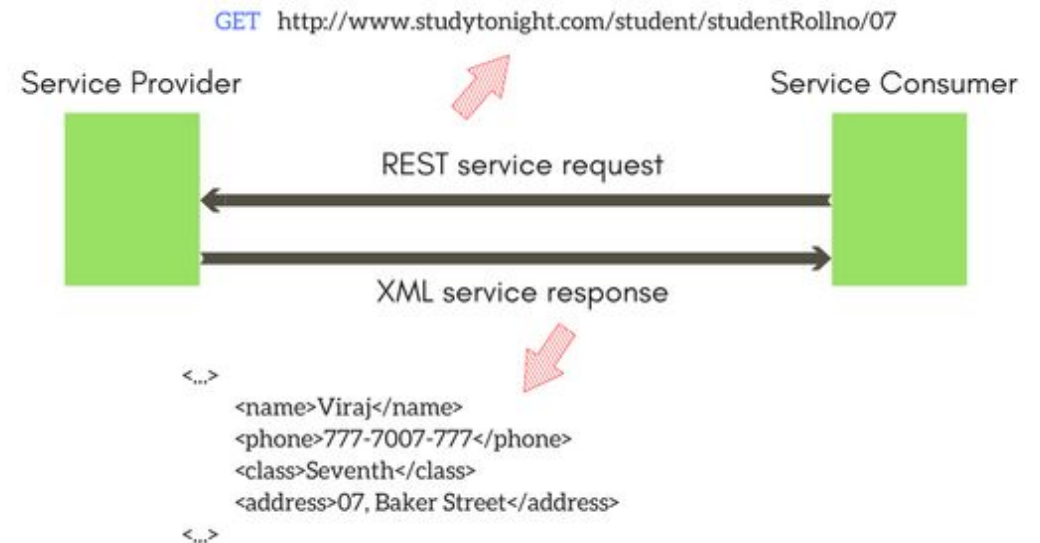 GET http://www.studytonight.com/student/studentRollno/07
Service Provider
Service Consumer
REST service request
XML service response
<...>
<name>Viraj</name>
<phone>777-7007-777</phone>
<class>Seventh</class>
<address>07, Baker Street</address>
<...>